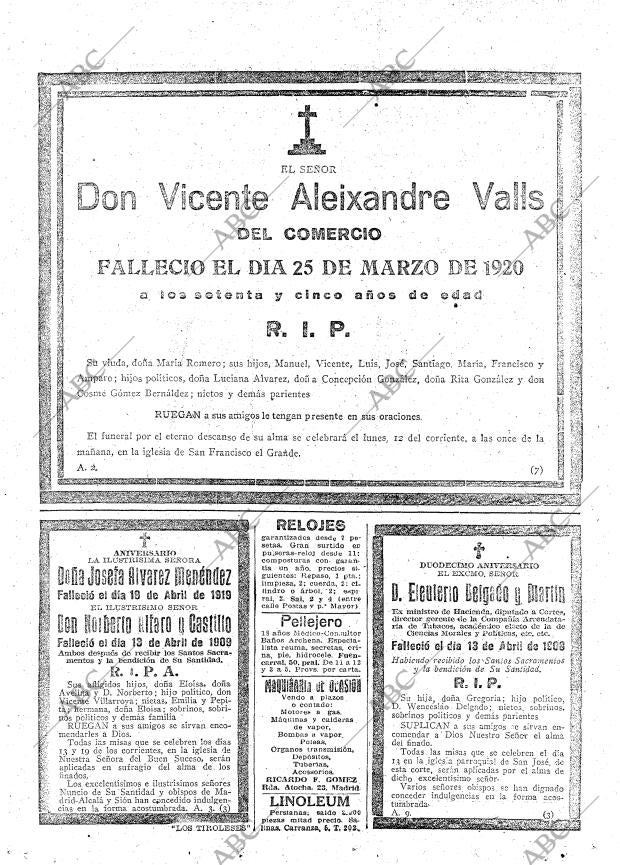 EL SEÑOR
Don Vicente Aleixandre Valls
DEL COMERCIO
FALLECIO EL DIA 25 DE MARZO DE 1920
a los setenta y cinco años de edad
R. I. P.
Su viuda, doña María Romero; sus hijos, Manuel, Vicente, Luis, José, Santiago, María, Francisco y
Amparo; hijos políticos, doña Luciana Alvarez, doña Concepción González, doña Rita González y don
Cosme Gómez Bernáldez; nietos y demás parientes
RUEGAN a sus amigos le tengan presente en sus oraciones.
El funeral por el eterno descanso de su alma se celebrará el lunes, 12 del corriente, a las once de la
mañana, en la iglesia de San Francisco el Grande.
A. 2. (7)
ANIVERSARIO
LA ILUSTRISIMA SEÑORA
Doña Josefa Alvarez Menéndez
Falleció el día 19 de Abril de 1919
EL ILUSTRISIMO SEÑOR
Don Norberto Alfaro y Castillo
Falleció el día 13 de Abril de 1909
Ambos después de recibir los Santos Sacra-
mentos y la bendición de Su Santidad.
R. I. P. A.
Sus afligidos hijos, doña Eloísa, doña
Avelina y D. Norberto; hijo político, don
Vicente Villarroya; nietas, Emilia y Pepi-
ta; hermana, doña Eloisa; sobrinos, sobri-
nos políticos y demás familia
RUEGAN a sus amigos se sirvan enco-
mendarles a Dios.
Todas las misas que se celebren los días
13 y 19 de los corrientes, en la iglesia de
Nuestra Señora del Buen Suceso, serán
aplicadas en sufragio del alma de los
finados.
Los excelentísimos e ilustrísimos señores
Nuncio de Su Santidad y obispos de Ma-
drid-Alcalá y Sión han concedido indulgen-
cias en la forma acostumbrada. A. 3. (3)
"LOS TIROLESES"
RELOJES
garantizados desde 7 pe-
setas. Gran surtido en
pulseras-reloj desde 11;
composturas con garan-
tía un año, precios si-
guientes: Repaso, 1 pta.;
limpieza, 2; cuerda, 2; ci-
lindro o árbol, 2; espi-
ral, 2. Sal, 2 y 4 (entre
calle Postas y p.ª Mayor)
Pellejero
18 años Médico-Consultor
Baños Archena. Especia-
lista reuma, secretas, ori-
na, pie, hidrocele. Fuen-
carral, 50, pral. De 11 a 12
y 3 a 5. Provs. por carta.
MAQUINARIA DE OCASIÓN
Vendo a plazos
o contado:
Motores a gas,
Máquinas y calderas
de vapor,
Bombas a vapor,
Poleas,
Organos transmisión,
Depósitos,
Tuberías,
Accesorios.
RICARDO F. GOMEZ
Rda. Atocha 23, Madrid.
LINOLEUM
Persianas; saldo 2.000
piezas mitad precio. Sa-
linas. Carranza, 5. T. 202.
DUODECIMO ANIVERSARIO
EL EXCMO. SEÑOR
D. Eleuterio Delgado y Martín
Ex ministro de Hacienda, diputado a Cortes,
director gerente de la Compañía Arrendata-
ria de Tabacos, académico electo de la de
Ciencias Morales y Políticas, etc. etc.
Falleció el día 13 de Abril de 1908
Habiendo recibido los Santos Sacramentos
y la bendición de Su Santidad.
R. I. P.
Su hija, doña Gregoria; hijo político,
D. Wenceslao Delgado; nietos, sobrinos,
sobrinos políticos y demás parientes
SUPLICAN a sus amigos se sirvan en-
comendar a Dios Nuestro Señor el alma
del finado.
Todas las misas que se celebren el día
13 en la iglesia parroquial de San José, de
esta corte, serán aplicadas por el alma de
dicho excelentísimo señor.
Varios señores obispos se han dignado
conceder indulgencias en la forma acos-
tumbrada.
A. 9. (3)